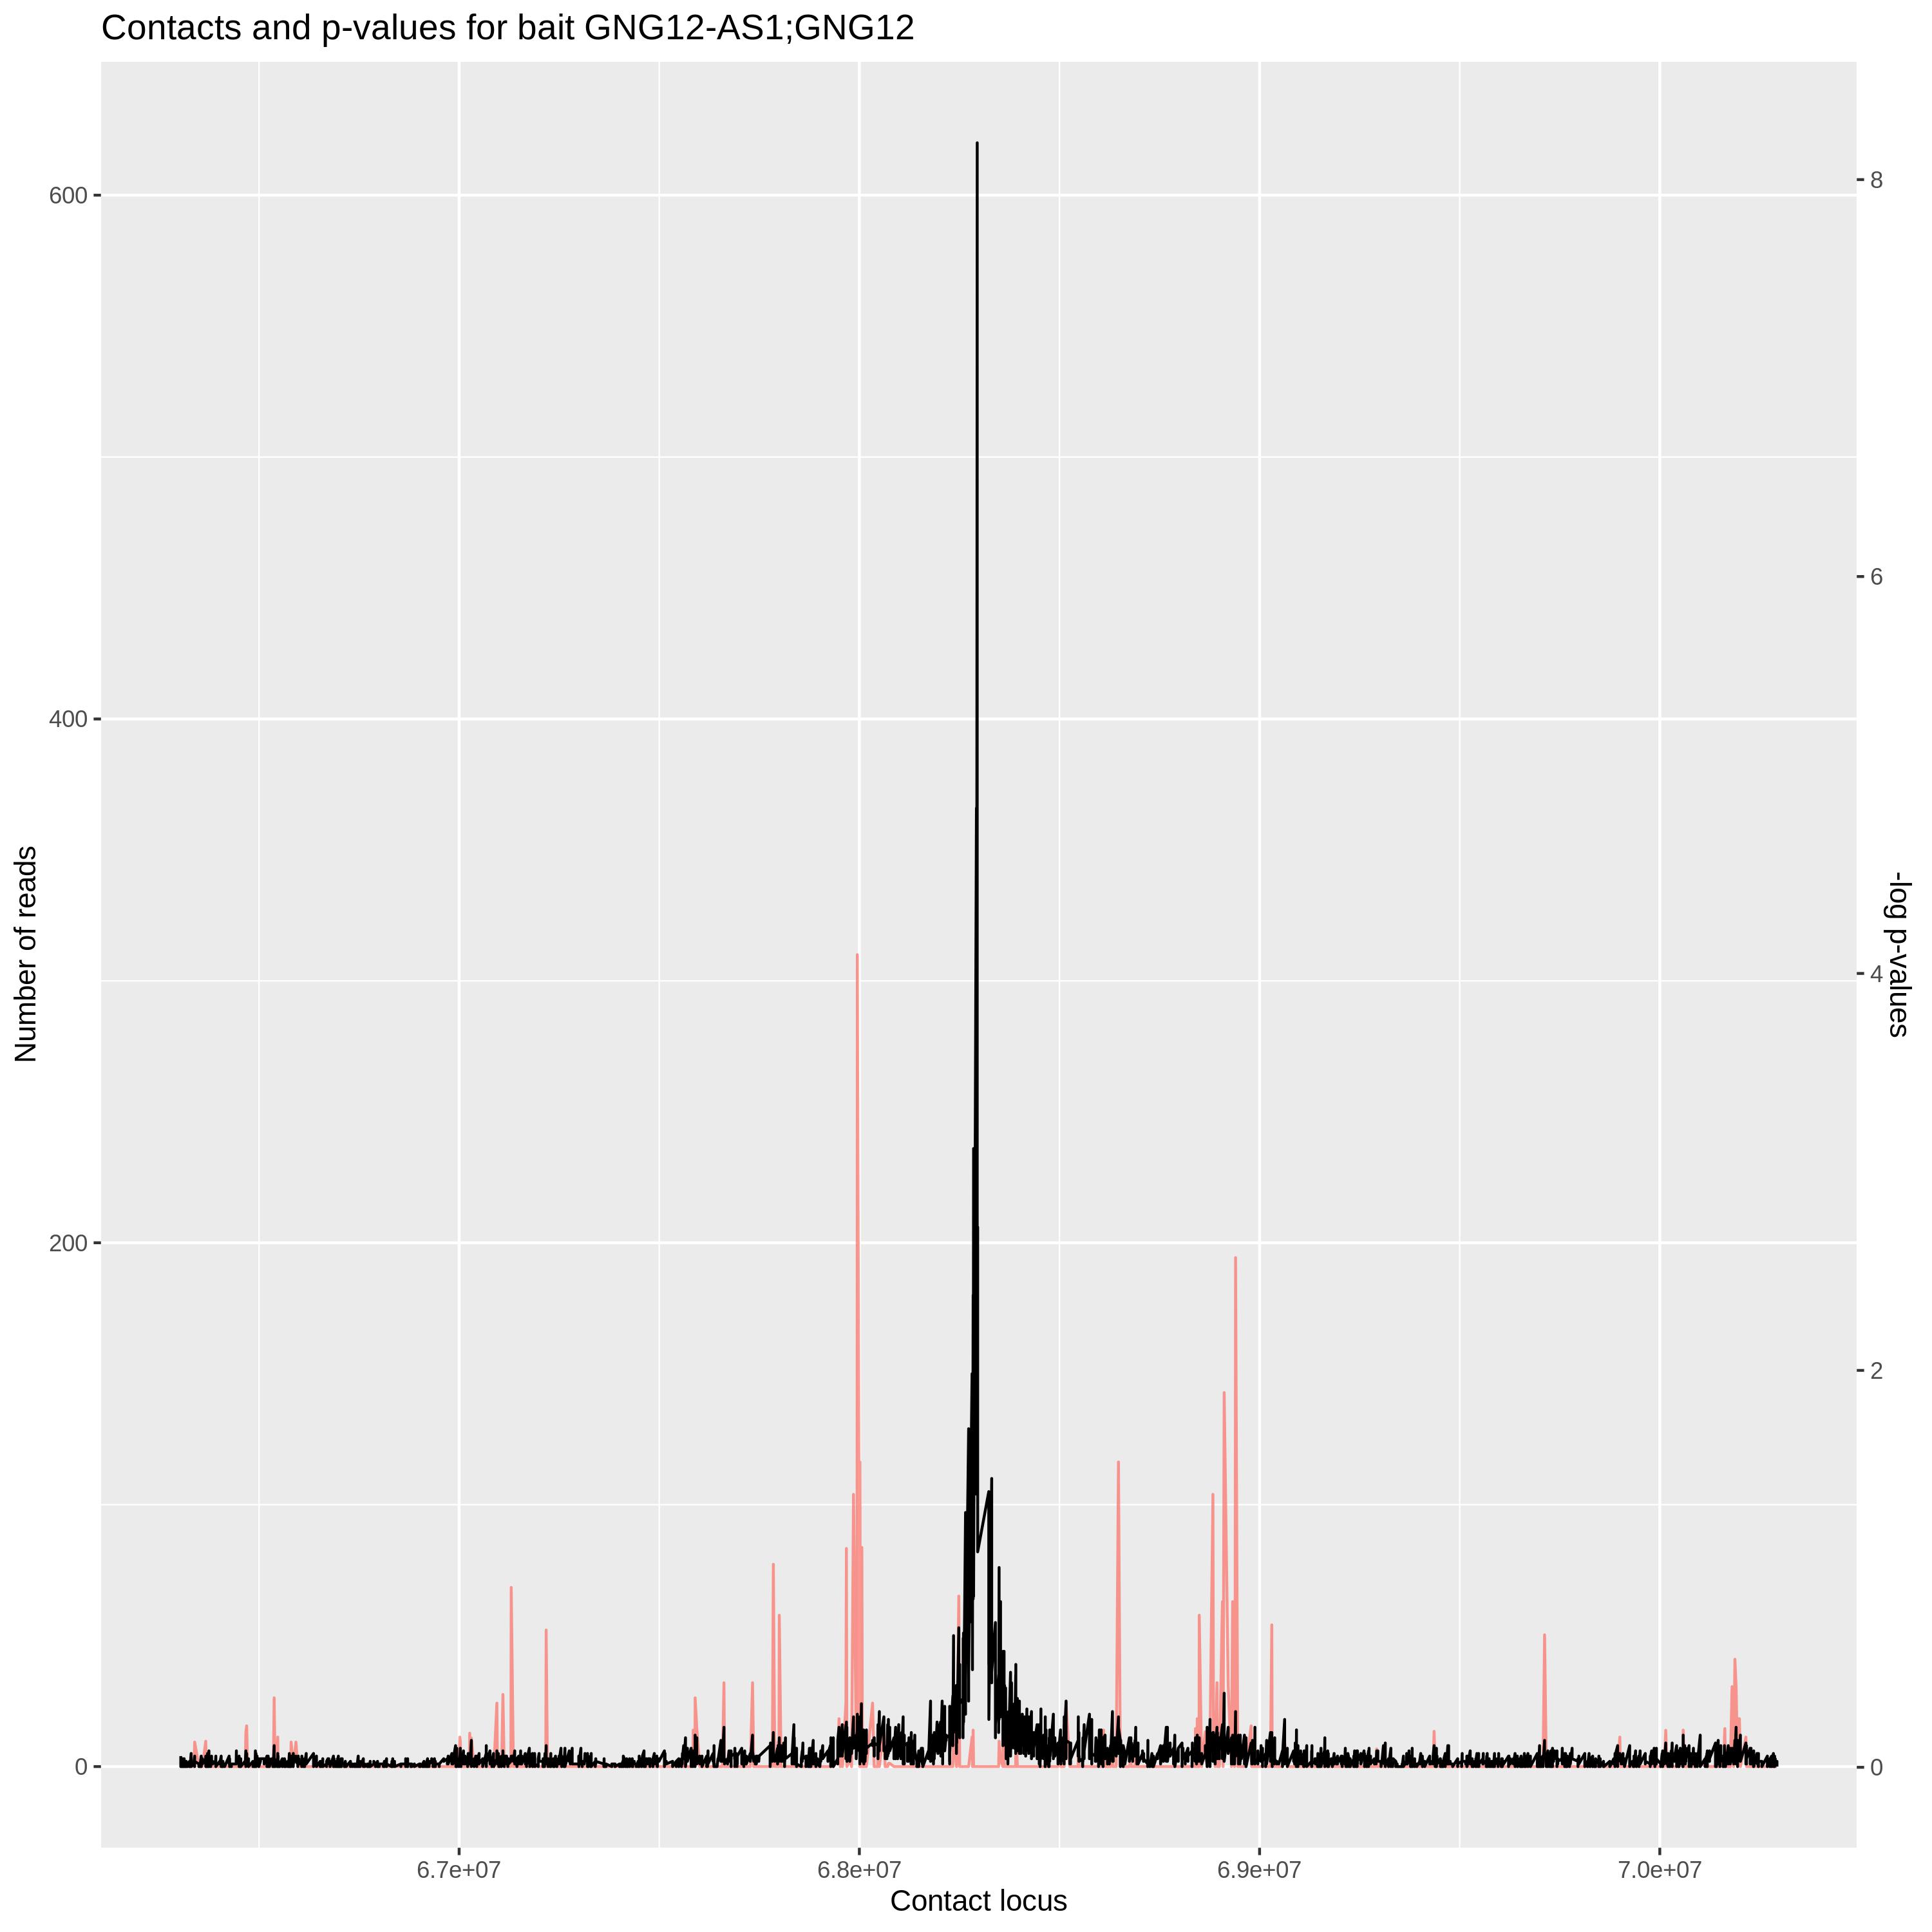 Contacts and p-values for bait GNG12-AS1;GNG12
600
400
200
0
Number of reads
8
6
4
2
0
-log p-values
6.7e+07 6.8e+07 6.9e+07 7.0e+07
Contact locus